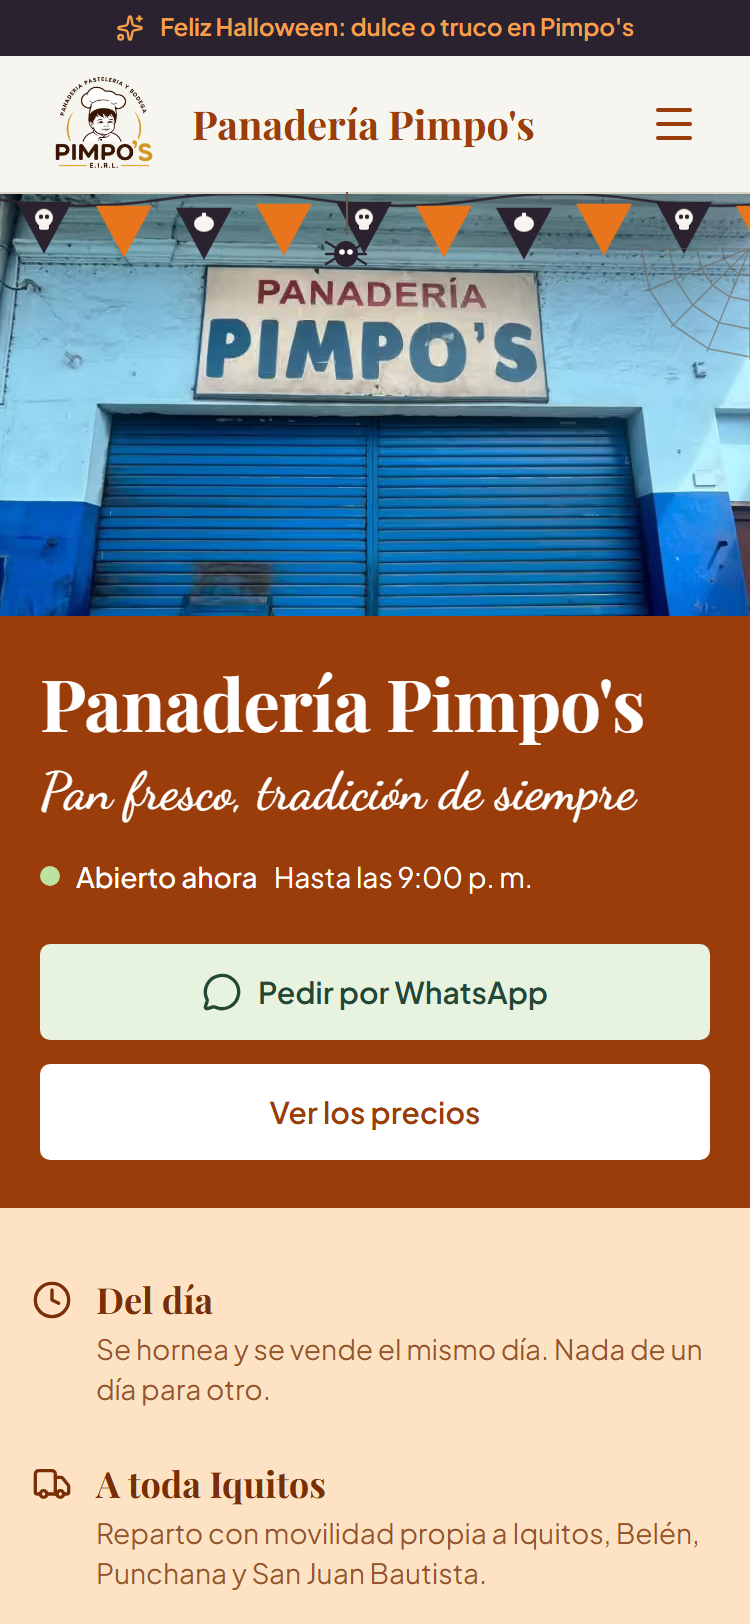 Feliz Halloween: dulce o truco en Pimpo's
PANADERÍA PASTELERÍA Y BODEGA
PIMPO'S
E.I.R.L.
Panadería Pimpo's
PANADERÍA
PIMPO'S
Panadería Pimpo's
Pan fresco, tradición de siempre
Abierto ahora Hasta las 9:00 p. m.
Pedir por WhatsApp
Ver los precios
Del día
Se hornea y se vende el mismo día. Nada de un
día para otro.
A toda Iquitos
Reparto con movilidad propia a Iquitos, Belén,
Punchana y San Juan Bautista.